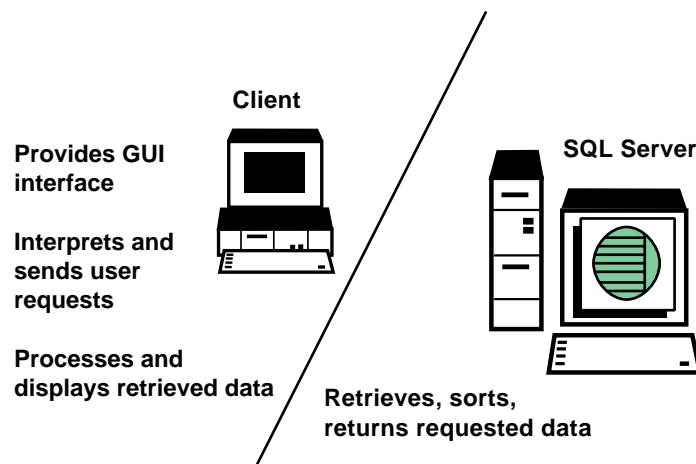 Client
Provides GUI
interface
Interprets and
sends user
requests
Processes and
displays retrieved data
SQL Server
Retrieves, sorts,
returns requested data